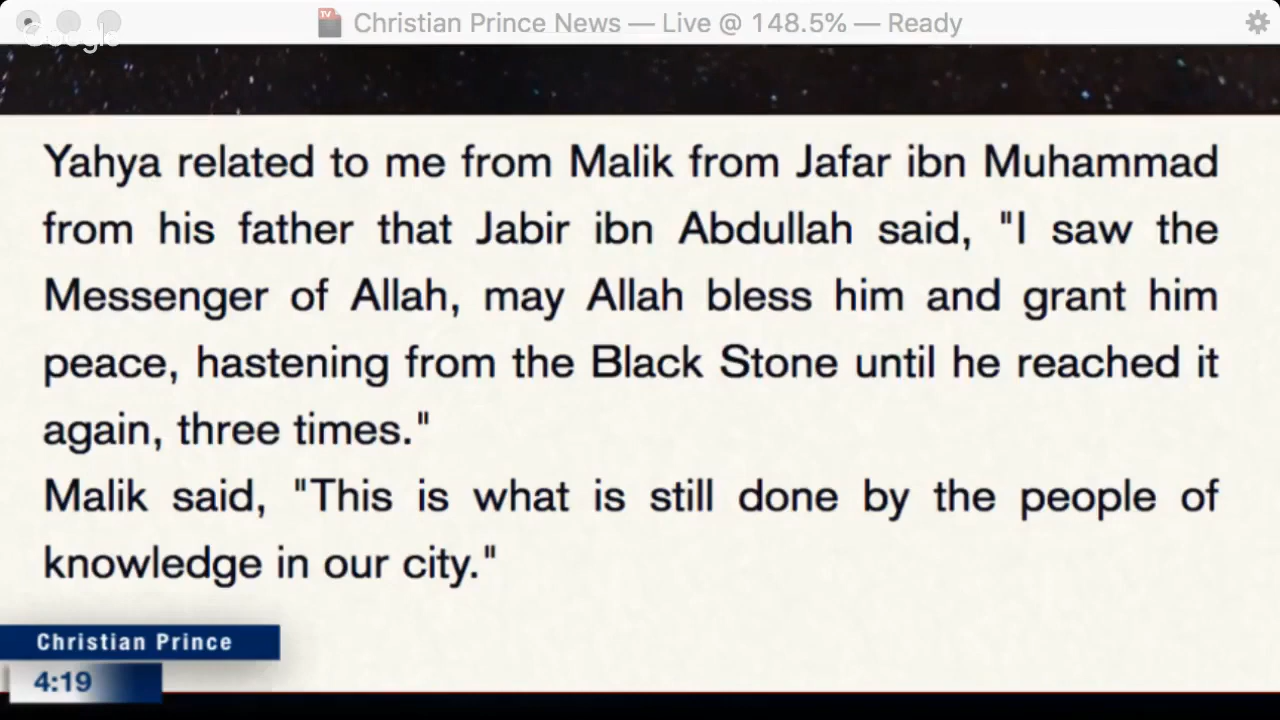 Christian Prince News — Live @ 148.5% — Ready
Google
TV
Yahya related to me from Malik from Jafar ibn Muhammad
from his father that Jabir ibn Abdullah said, "I saw the
Messenger of Allah, may Allah bless him and grant him
peace, hastening from the Black Stone until he reached it
again, three times."
Malik said, "This is what is still done by the people of
knowledge in our city."
Christian Prince
4:19